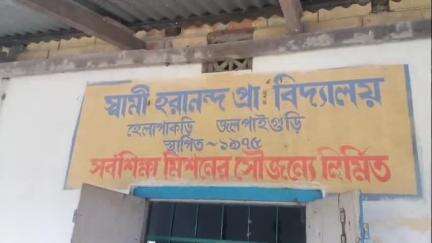 স্বামী হরানন্দ প্রা: বিদ্যালয়
হেলাপাকড়ি জলপাইগুড়ি
স্থাপিত~১৯৭৫
সর্বশিক্ষা মিশনের সৌজন্যে নির্মিত